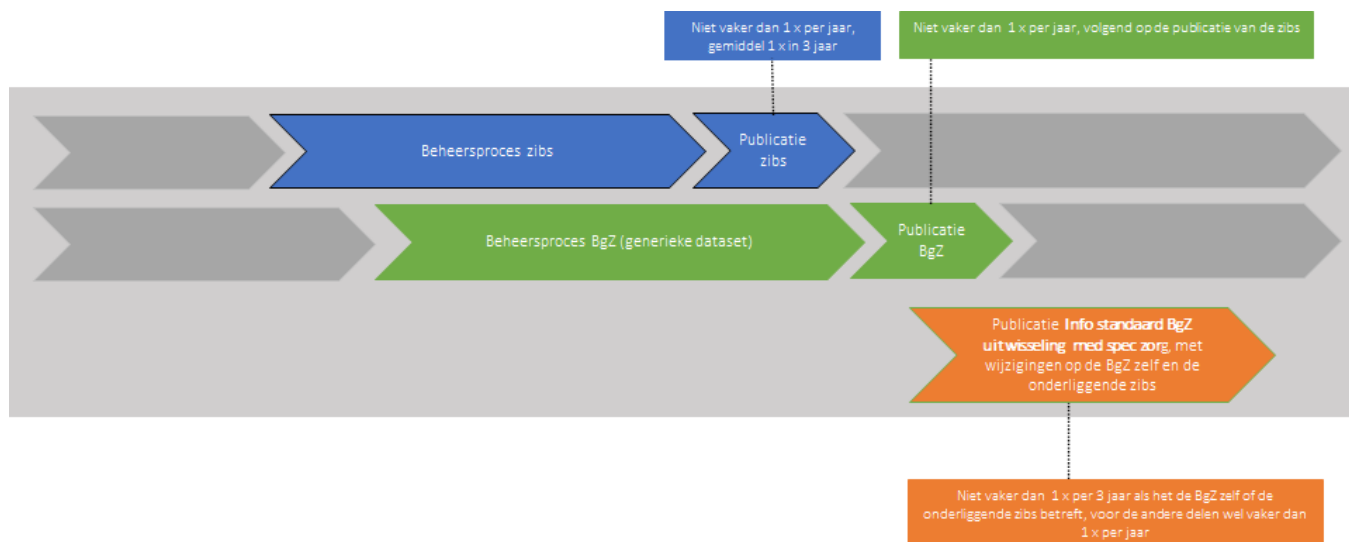 Niet vaker dan 1 x per jaar,
gemiddel 1 x in 3 jaar
Niet vaker dan 1 x per jaar, volgend op de publicatie van de zibs
Beheersproces zibs
Publicatie
zibs
Beheersproces BgZ (generieke dataset)
Publicatie
BgZ
Publicatie Info standaard BgZ
uitwisseling med spec zorg, met
wijzigingen op de BgZ zelf en de
onderliggende zibs
Niet vaker dan 1 x per 3 jaar als het de BgZ zelf of de
onderliggende zibs betreft, voor de andere delen wel vaker dan
1 x per jaar